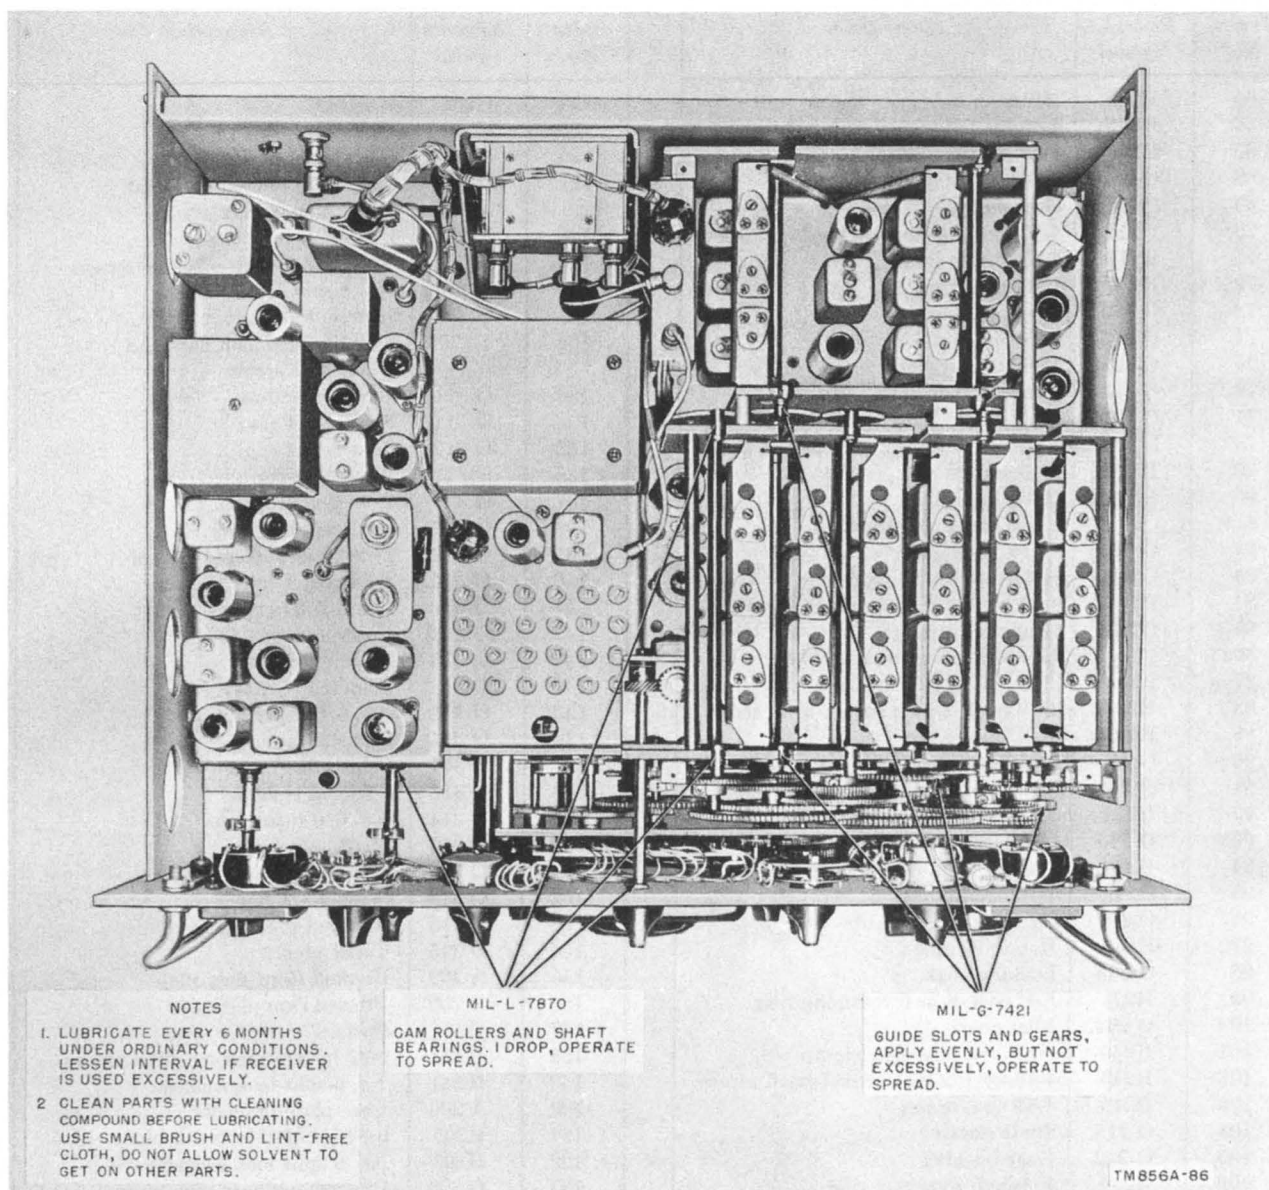 NOTES
1. LUBRICATE EVERY 6 MONTHS
UNDER ORDINARY CONDITIONS.
LESSEN INTERVAL IF RECEIVER
IS USED EXCESSIVELY.
2 CLEAN PARTS WITH CLEANING
COMPOUND BEFORE LUBRICATING.
USE SMALL BRUSH AND LINT-FREE
CLOTH, DO NOT ALLOW SOLVENT TO
GET ON OTHER PARTS.
MIL-L-7870
CAM ROLLERS AND SHAFT
BEARINGS. I DROP, OPERATE
TO SPREAD.
MIL-G-7421
GUIDE SLOTS AND GEARS,
APPLY EVENLY, BUT NOT
EXCESSIVELY, OPERATE TO
SPREAD.
TM856A-86